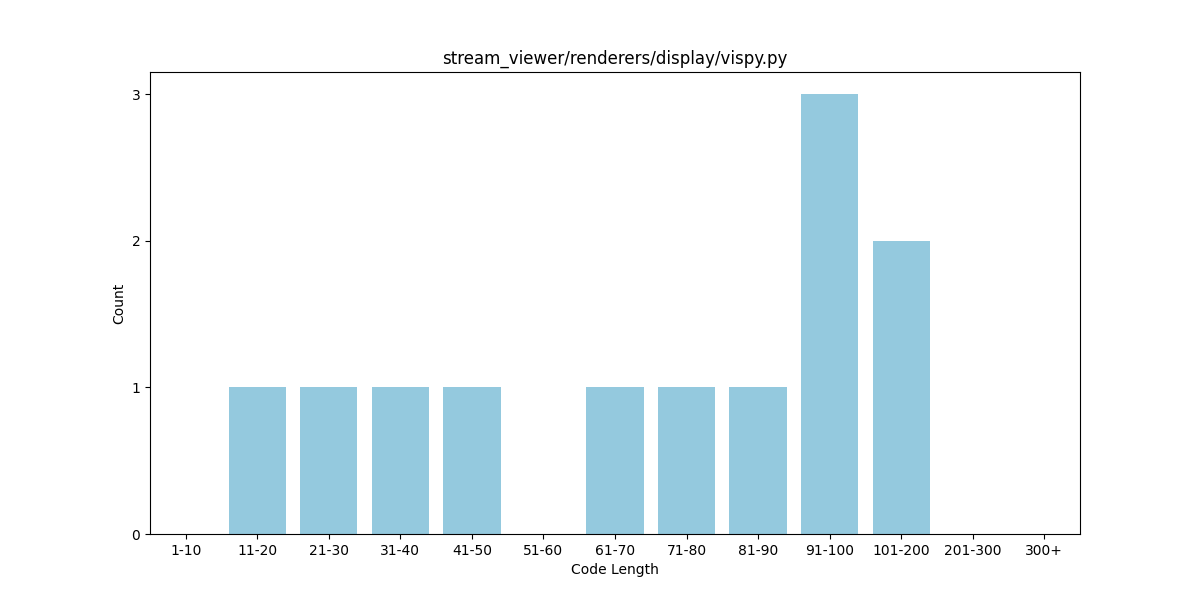 stream_viewer/renderers/display/vispy.py
3
2
1
0
Count
1-10 11-20 21-30 31-40 41-50 51-60 61-70 71-80 81-90 91-100 101-200 201-300 300+
Code Length